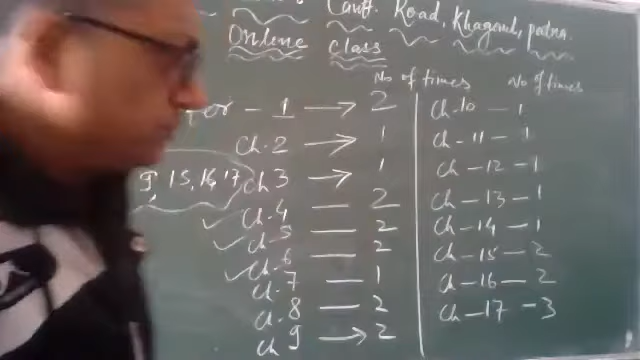 Cantt. Road, Khagaul, patna.
Online class
No of times No of times
1 → 2 ch.10 - 1
ch.2 → 1 ch-11-1
9, 15, 16, 17 ch 3 → 1 ch-12-1
ch.4 — 2 ch-13-1
ch-5 — 2 ch-14-1
ch-6 — 2 ch-15-2
ch.7 — 1 ch-16-2
ch.8 — 2 ch-17-3
ch 9 → 2